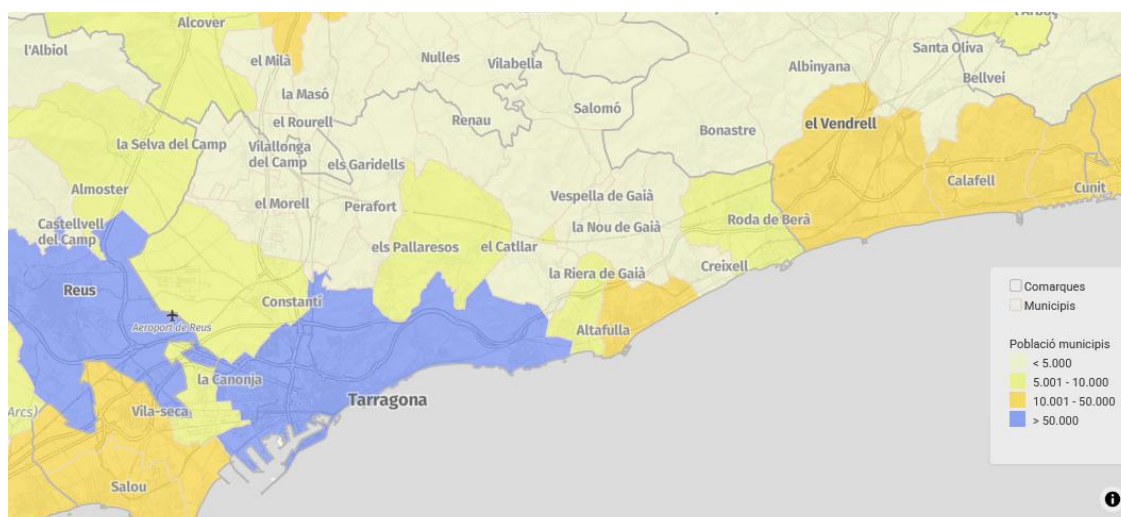 Alcover
l'Albiol
el Milà
Nulles
Vilabella
Santa Oliva
Albinyana
Bellvei
la Masó
Salomó
el Rourell
Renau
Bonastre
el Vendrell
la Selva del Camp
Vilallonga
del Camp
els Garidells
Calafell
Cunit
Almoster
el Morell
Perafort
Vespella de Gaià
Roda de Berà
Castellvell
del Camp
la Nou de Gaià
els Pallaresos
el Catllar
la Riera de Gaià
Creixell
Reus
Constantí
Aeroport de Reus
Altafulla
la Canonja
Tarragona
Arcs)
Vila-seca
Salou
Comarques
Municipis
Població municipis
< 5.000
5.001 - 10.000
10.001 - 50.000
> 50.000